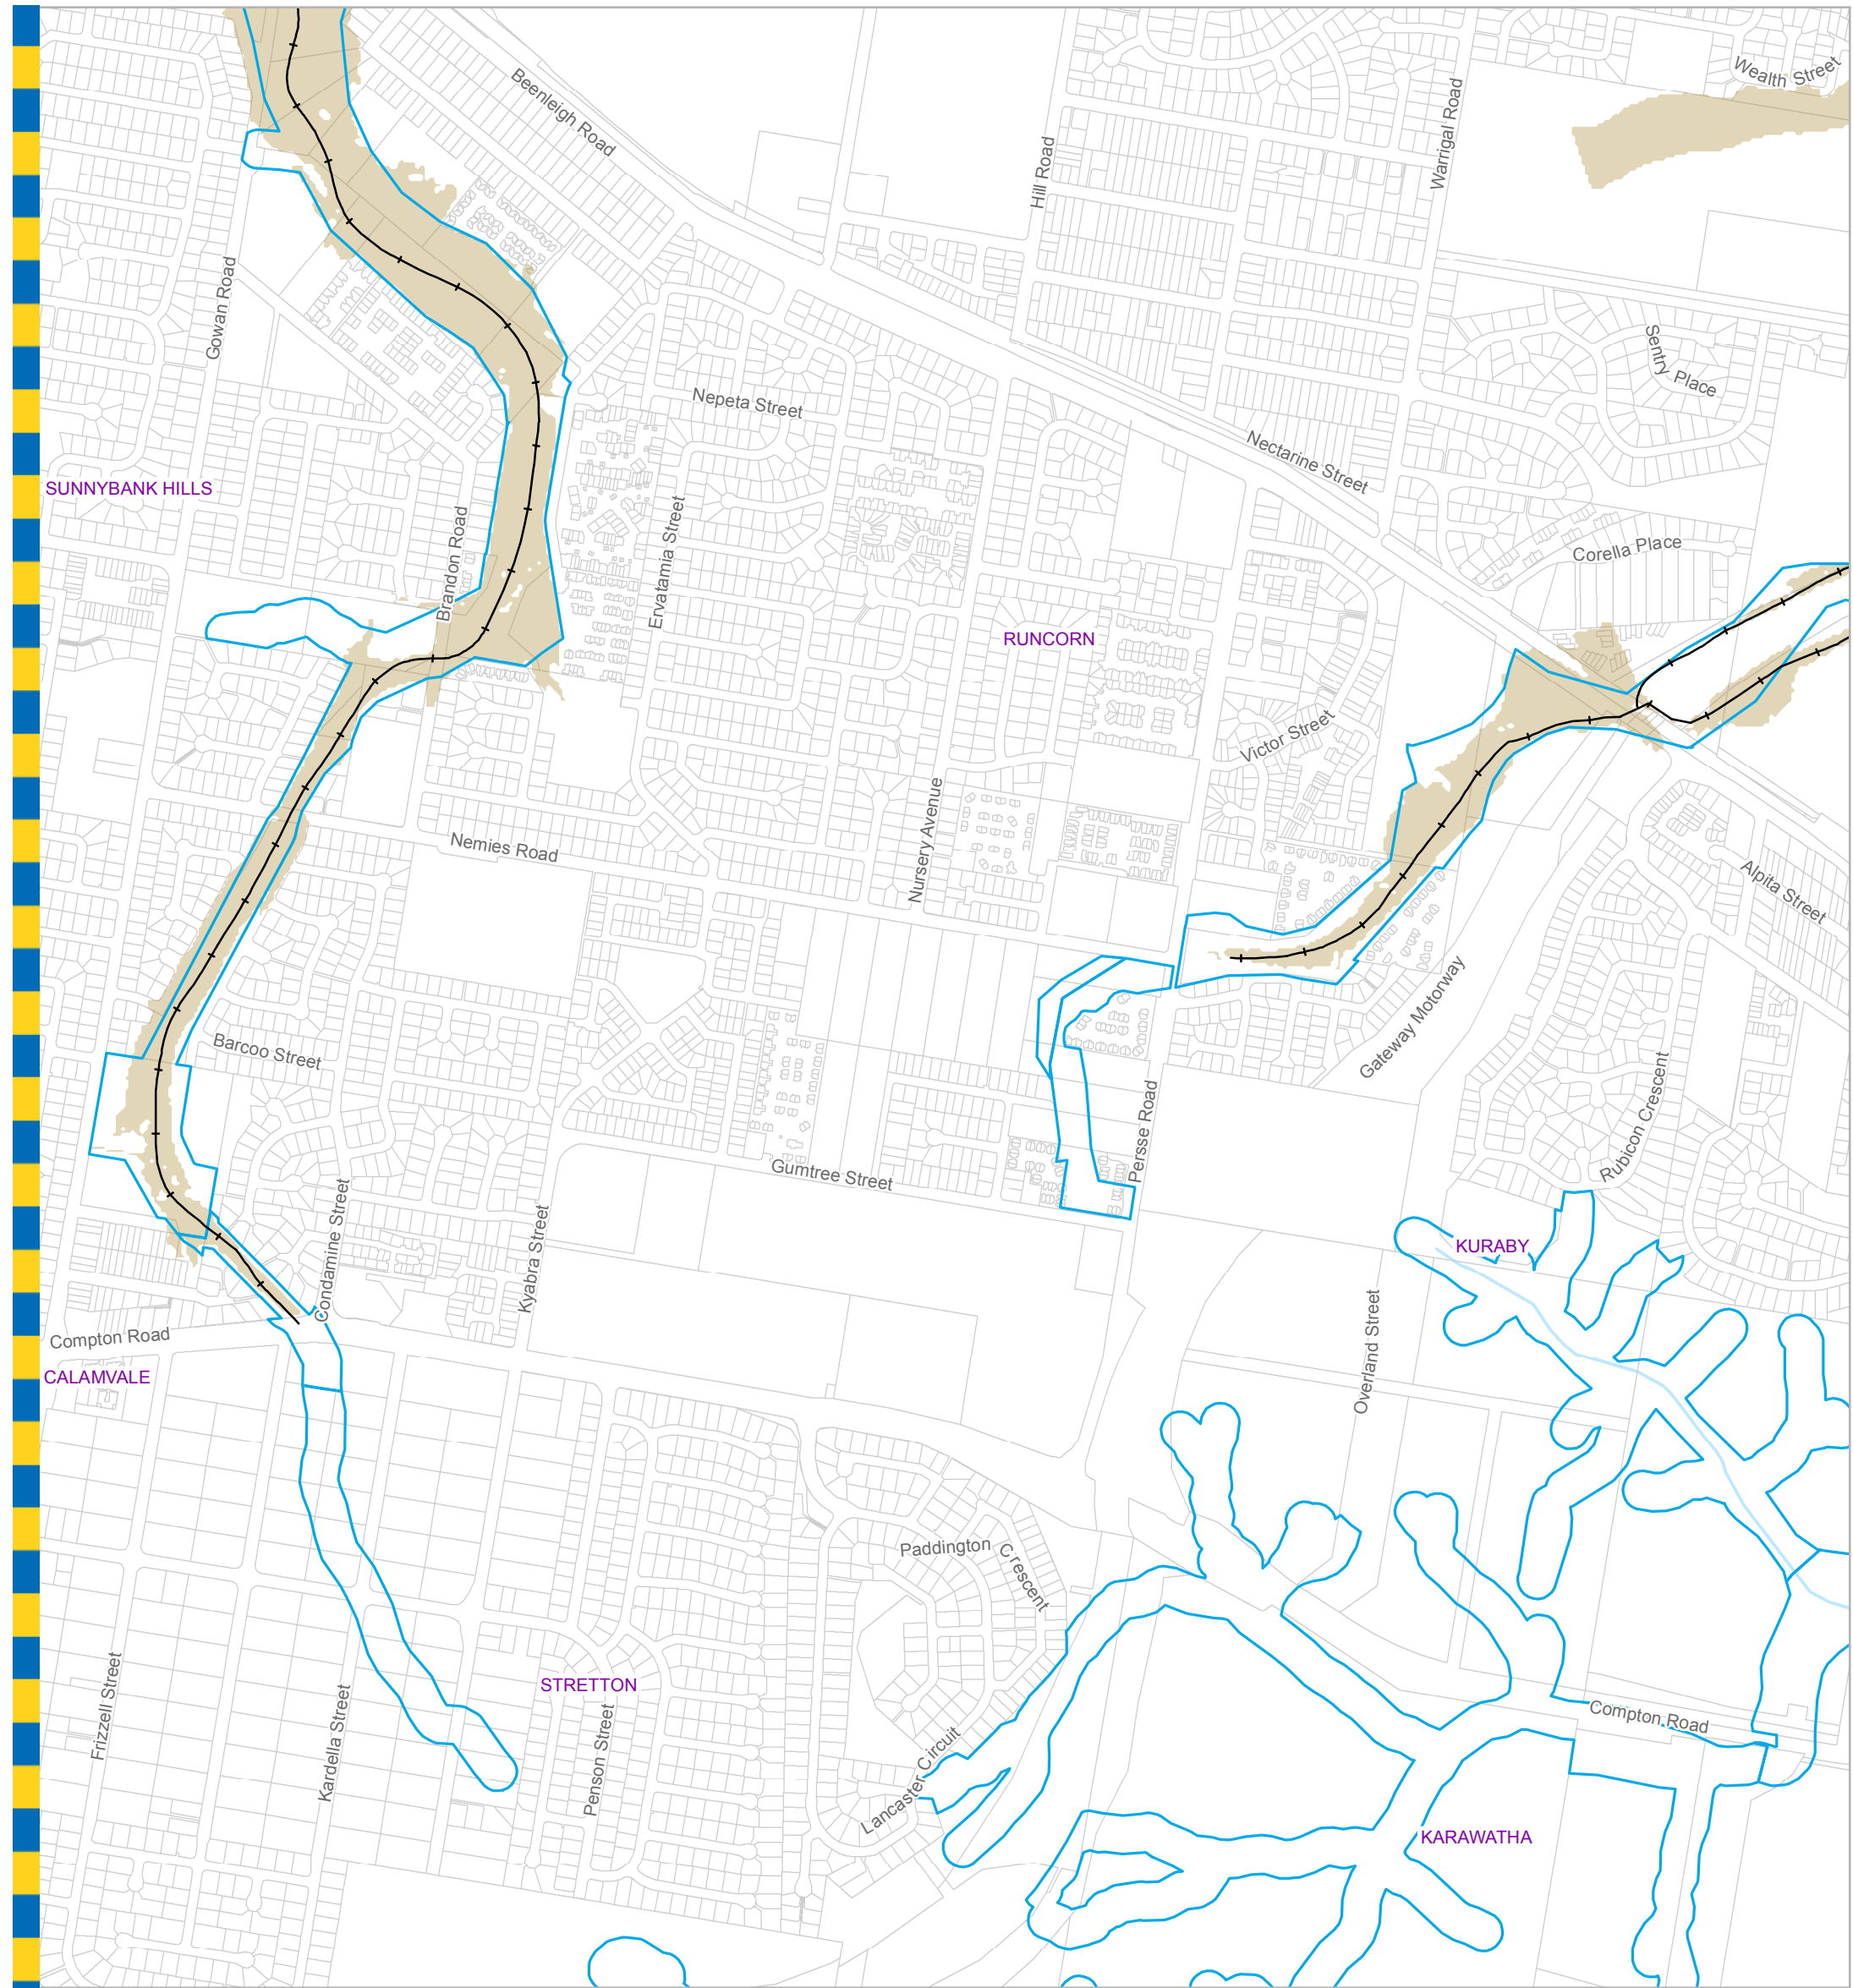 Wealth Street
Beenleigh Road
Warrigal Road
Hill Road
Gowan Road
Sentry Place
Nepeta Street
Nectarine Street
SUNNYBANK HILLS
Brandon Road
Ervatamia Street
Corella Place
RUNCORN
Victor Street
Nemies Road
Nursery Avenue
Alpita Street
Gateway Motorway
Barcoo Street
Persse Road
Rubicon Crescent
Gumtree Street
Condamine Street
Kyabra Street
KURABY
Overland Street
Compton Road
CALAMVALE
Paddington Crescent
STRETTON
Frizzell Street
Kardella Street
Penson Street
Compton Road
Lancaster Circuit
KARAWATHA